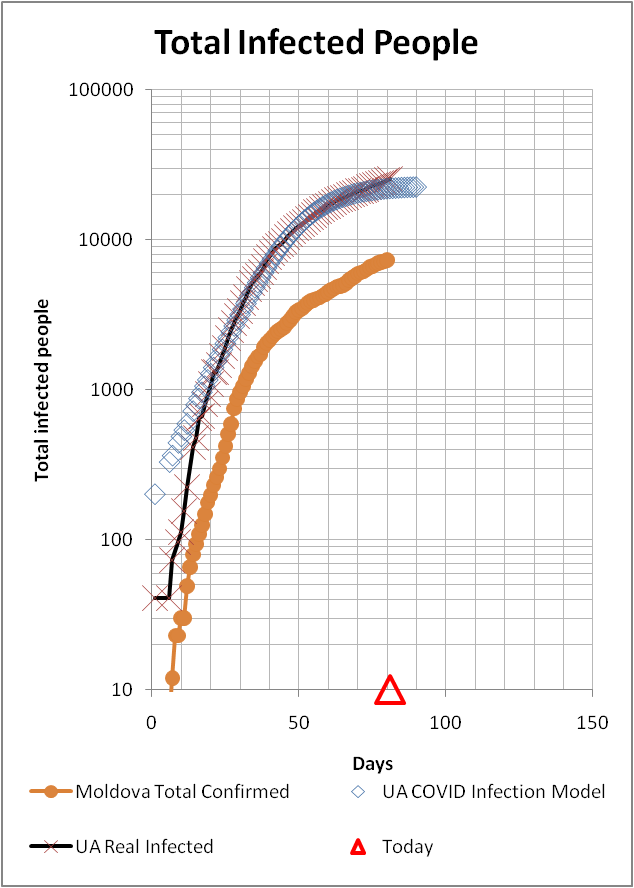 Total Infected People
100000
10000
1000
100
10
0 50 100 150
Total infected people
Days
Moldova Total Confirmed
UA COVID Infection Model
UA Real Infected
Today